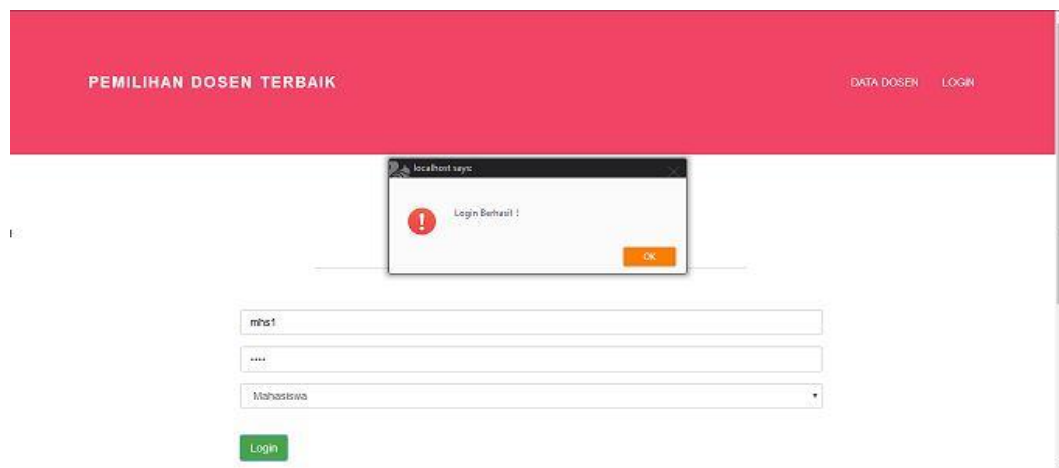 PEMILIHAN DOSEN TERBAIK
DATA DOSEN LOGIN
localhost says:
Login Berhasil !
OK
mhs1
••••
Mahasiswa
Login